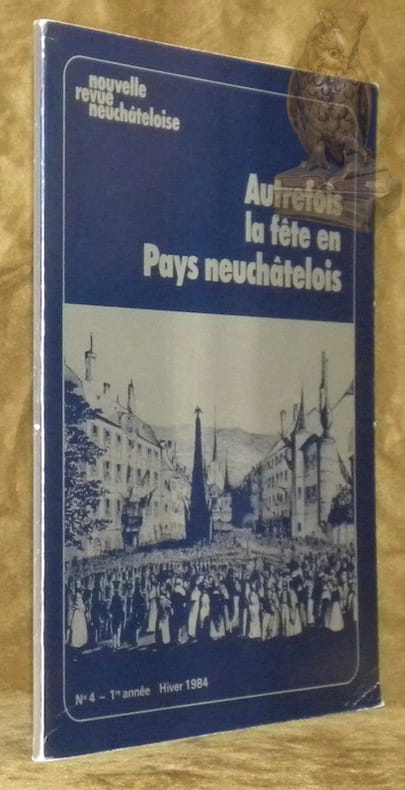 nouvelle
revue
neuchâteloise
Autrefois
la fête en
Pays neuchâtelois
N° 4 – 1re année Hiver 1984